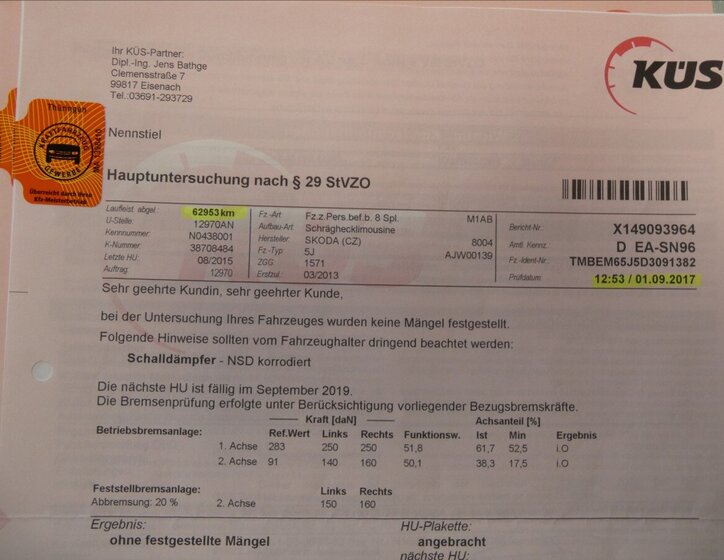 Ihr KÜS-Partner:
Dipl.-Ing. Jens Bathge
Clemensstraße 7
99817 Eisenach
Tel.:03691-293729
KÜS
Thüringen
KRAFTFAHRZEUG
GEWERBE
Überreicht durch Ihren
Kfz-Meisterbetrieb
Nennstiel
Hauptuntersuchung nach § 29 StVZO
Laufleist. abgel.: 62953km
U-Stelle: 12970AN
Kennnummer: N0438001
K-Nummer: 38708484
Letzte HU: 08/2015
Auftrag: 12970
Fz.-Art Fz.z.Pers.bef.b. 8 Spl. M1AB
Aufbau-Art: Schräghecklimousine
Hersteller: SKODA (CZ) 8004
Fz.-Typ: 5J AJW00139
ZGG: 1571
Erstzul.: 03/2013
Bericht-Nr.: X149093964
Amtl. Kennz. D EA-SN96
Fz.-Ident-Nr.: TMBEM65J5D3091382
Prüfdatum: 12:53 / 01.09.2017
Sehr geehrte Kundin, sehr geehrter Kunde,
bei der Untersuchung Ihres Fahrzeuges wurden keine Mängel festgestellt.
Folgende Hinweise sollten vom Fahrzeughalter dringend beachtet werden:
Schalldämpfer - NSD korrodiert
Die nächste HU ist fällig im September 2019.
Die Bremsenprüfung erfolgte unter Berücksichtigung vorliegender Bezugsbremskräfte.
Kraft [daN] Achsanteil [%]
Betriebsbremsanlage: Ref.Wert Links Rechts Funktionsw. Ist Min Ergebnis
1. Achse 283 250 250 51,8 61,7 52,5 i.O
2. Achse 91 140 160 50,1 38,3 17,5 i.O
Feststellbremsanlage: Links Rechts
Abbremsung: 20 % 2. Achse 150 160
Ergebnis: HU-Plakette:
ohne festgestellte Mängel angebracht
nächste HU: